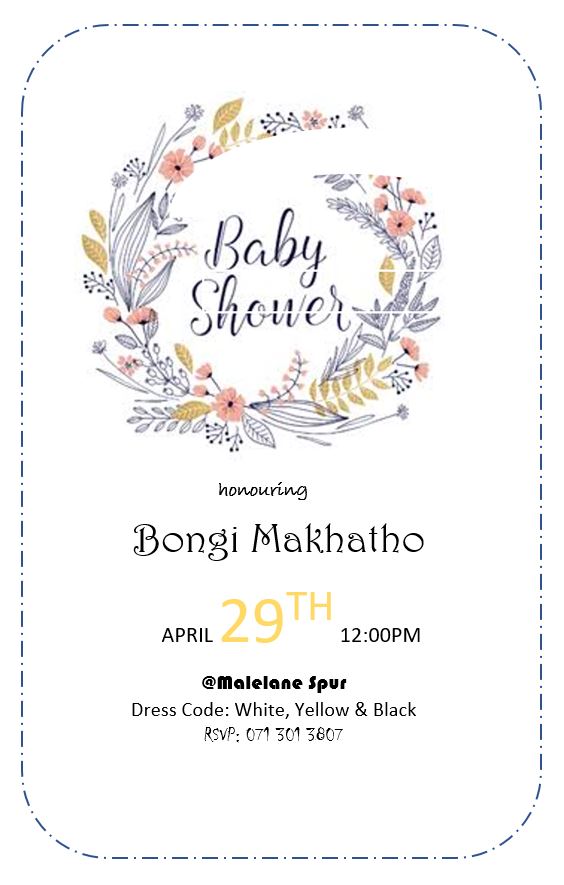 Baby
Shower
honouring
Bongi Makhatho
APRIL 29TH 12:00PM
@Malelane Spur
Dress Code: White, Yellow & Black
RSVP: 071 301 3807